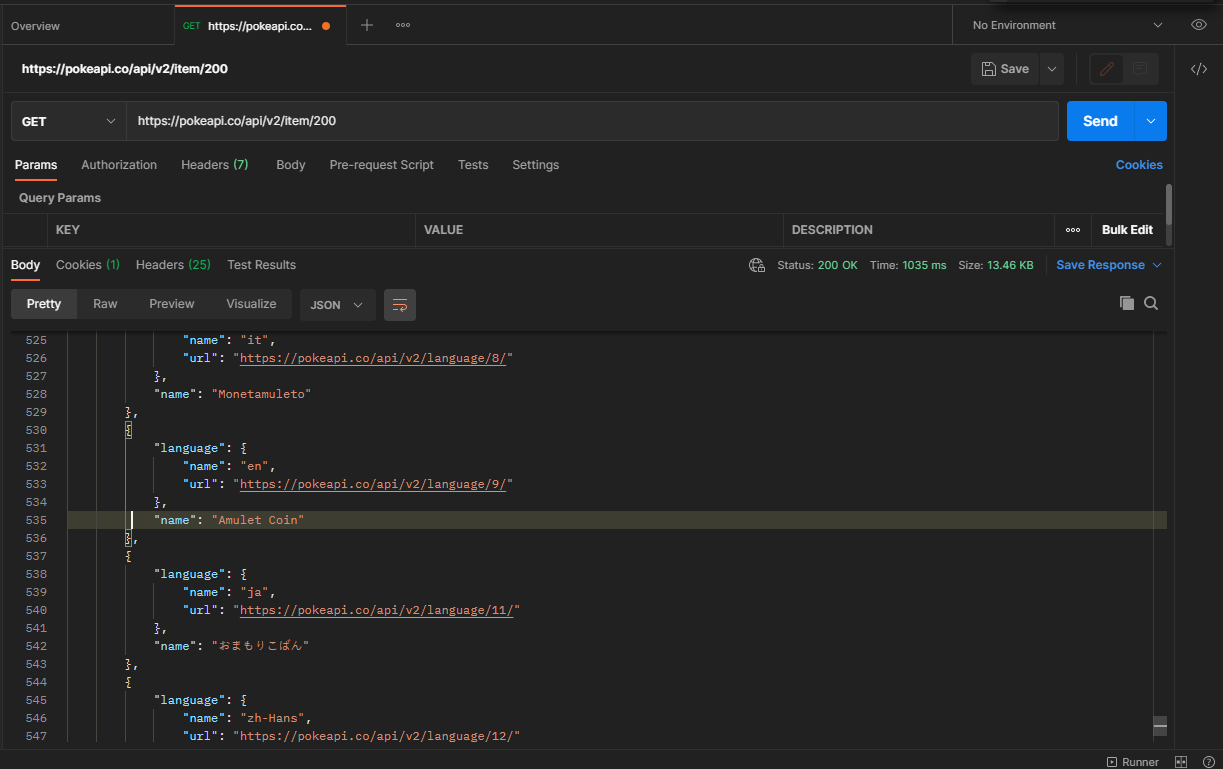 Overview
GET https://pokeapi.co...
No Environment
https://pokeapi.co/api/v2/item/200
Save
GET https://pokeapi.co/api/v2/item/200 Send
Params Authorization Headers (7) Body Pre-request Script Tests Settings Cookies
Query Params
KEY VALUE DESCRIPTION Bulk Edit
Body Cookies (1) Headers (25) Test Results Status: 200 OK Time: 1035 ms Size: 13.46 KB Save Response
Pretty Raw Preview Visualize JSON
525 "name": "it",
526 "url": "https://pokeapi.co/api/v2/language/8/"
527 },
528 "name": "Monetamuleto"
529 },
530 {
531 "language": {
532 "name": "en",
533 "url": "https://pokeapi.co/api/v2/language/9/"
534 },
535 "name": "Amulet Coin"
536 },
537 {
538 "language": {
539 "name": "ja",
540 "url": "https://pokeapi.co/api/v2/language/11/"
541 },
542 "name": "おまもりこばん"
543 },
544 {
545 "language": {
546 "name": "zh-Hans",
547 "url": "https://pokeapi.co/api/v2/language/12/"
Runner